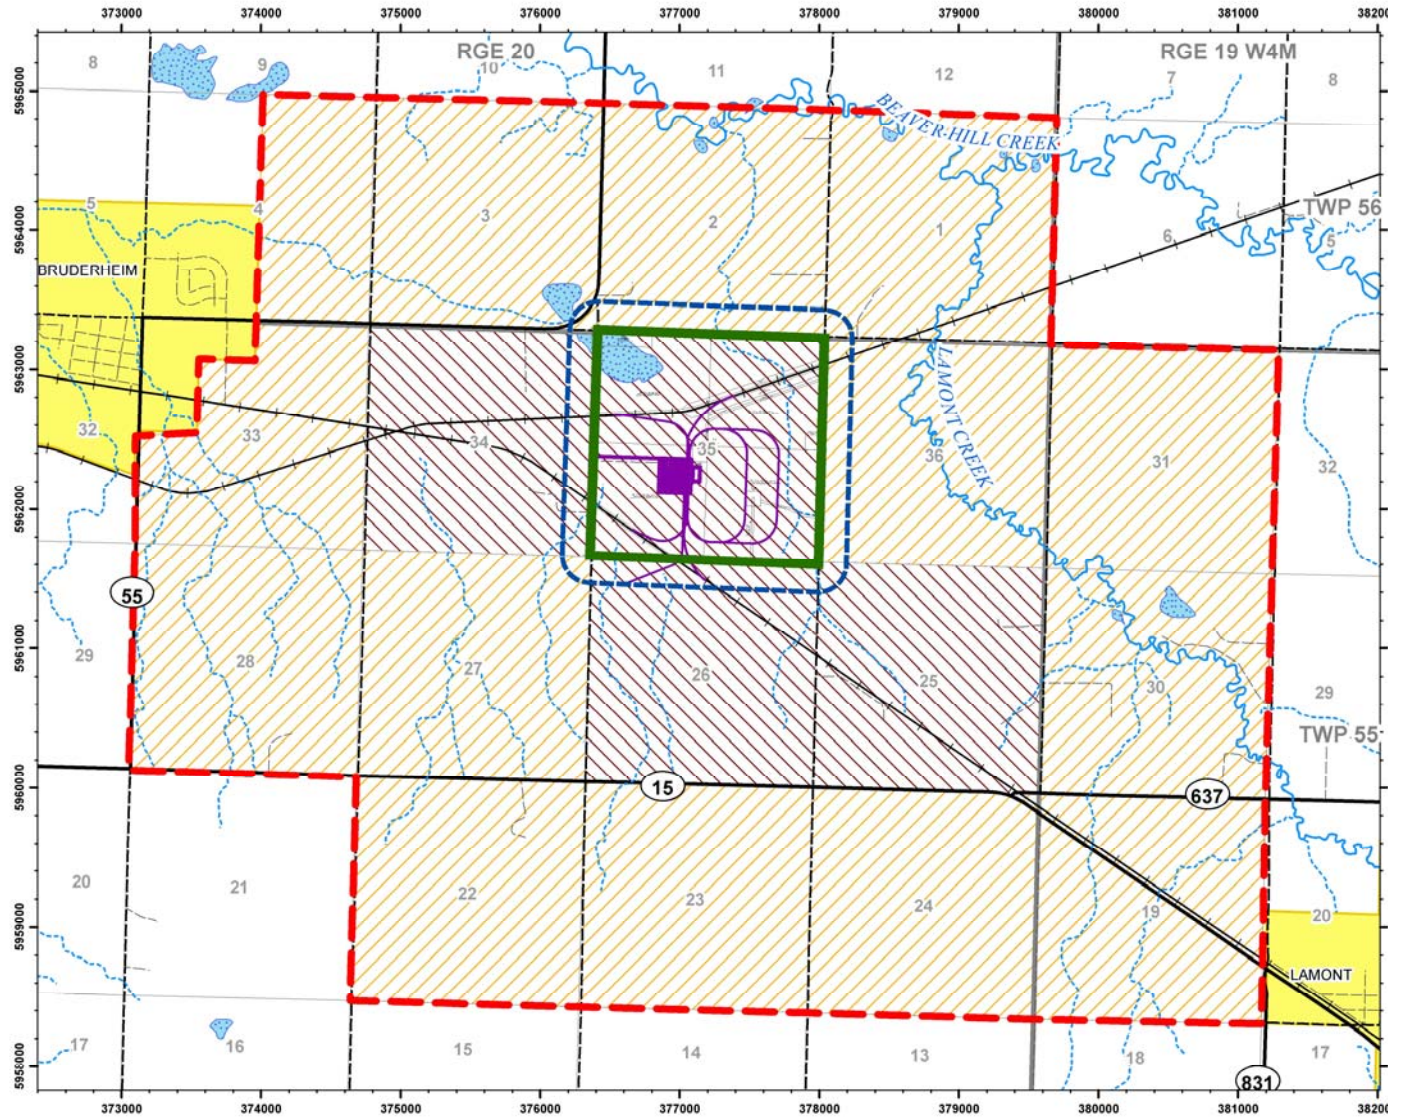 373000 374000 375000 376000 377000 378000 379000 380000 381000 38200
RGE 20 RGE 19 W4M
8 9 10 11 12 7 8
5965000
BEAVER HILL CREEK
5 4 3 2 1 6 TWP 56
5
5964000
BRUDERHEIM
5963000
LAMONT CREEK
32 33 34 35 36 31 32
5962000
55
5961000
29 28 27 26 25 30 29
TWP 55
5960000
15 637
20 21 22 23 24 19 20
5959000
LAMONT
17 16 15 14 13 18 17
5958000
831
373000 374000 375000 376000 377000 378000 379000 380000 381000 38200